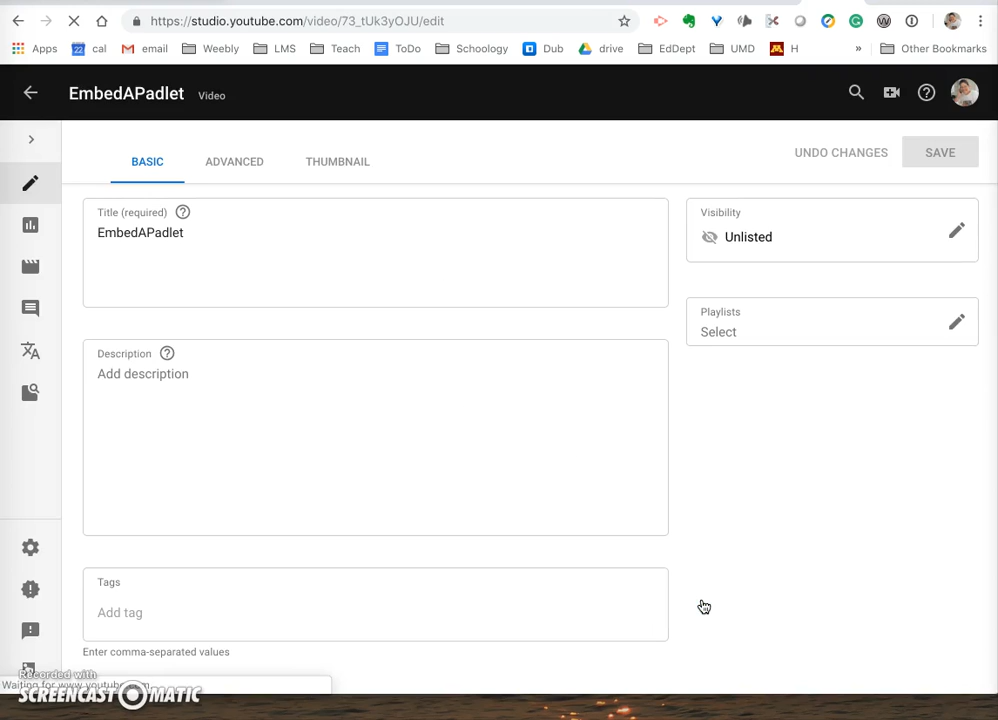 https://studio.youtube.com/video/73_tUk3yOJU/edit
Apps 22 cal email Weebly LMS Teach ToDo Schoology Dub drive EdDept UMD H » Other Bookmarks
EmbedAPadlet Video
BASIC ADVANCED THUMBNAIL UNDO CHANGES SAVE
Title (required)
EmbedAPadlet
Visibility
Unlisted
Playlists
Select
Description
Add description
Tags
Add tag
Enter comma-separated values
Recorded with
Waiting for www.youtube.com...
SCREENCAST-O-MATIC